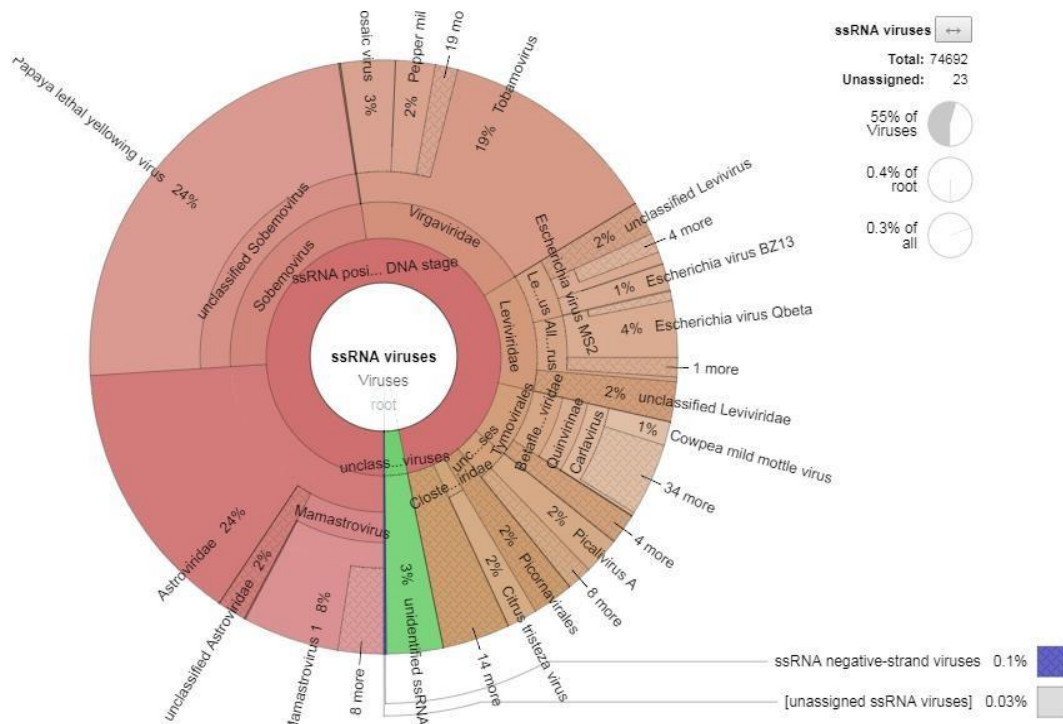 ssRNA viruses ↔
Total: 74692
Unassigned: 23
55% of
Viruses
0.4% of
root
0.3% of
all
ssRNA viruses
Viruses
root
ssRNA posi... DNA stage
unclass...viruses
Sobemovirus
unclassified Sobemovirus
Papaya lethal yellowing virus 24%
osaic virus 3%
Pepper mil 2%
19 mo
Tobamovirus 19%
Virgaviridae
Leviviridae
Le...us
All...rus
Escherichia virus MS2
2% unclassified Levivirus
4 more
1% Escherichia virus BZ13
4% Escherichia virus Qbeta
1 more
2% unclassified Leviviridae
1% Cowpea mild mottle virus
34 more
Carlavirus
Quinvirinae
Betafle...viridae
Tymovirales
4 more
2% Picalivirus A
8 more
unc...ses
2% Picornavirales
2% Citrus tristeza virus
Closte...iridae
14 more
3% unidentified ssRNA
8 more
Mamastrovirus 1 8%
Mamastrovirus
unclassified Astroviridae 2%
Astroviridae 24%
ssRNA negative-strand viruses 0.1%
[unassigned ssRNA viruses] 0.03%